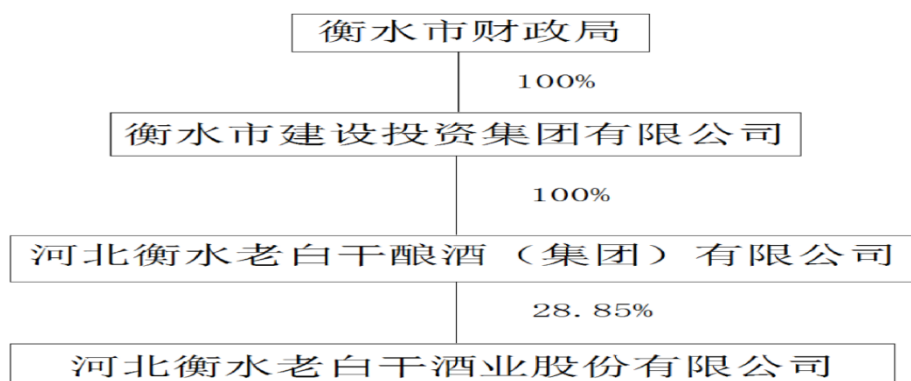 衡水市财政局
100%
衡水市建设投资集团有限公司
100%
河北衡水老白干酿酒（集团）有限公司
28.85%
河北衡水老白干酒业股份有限公司